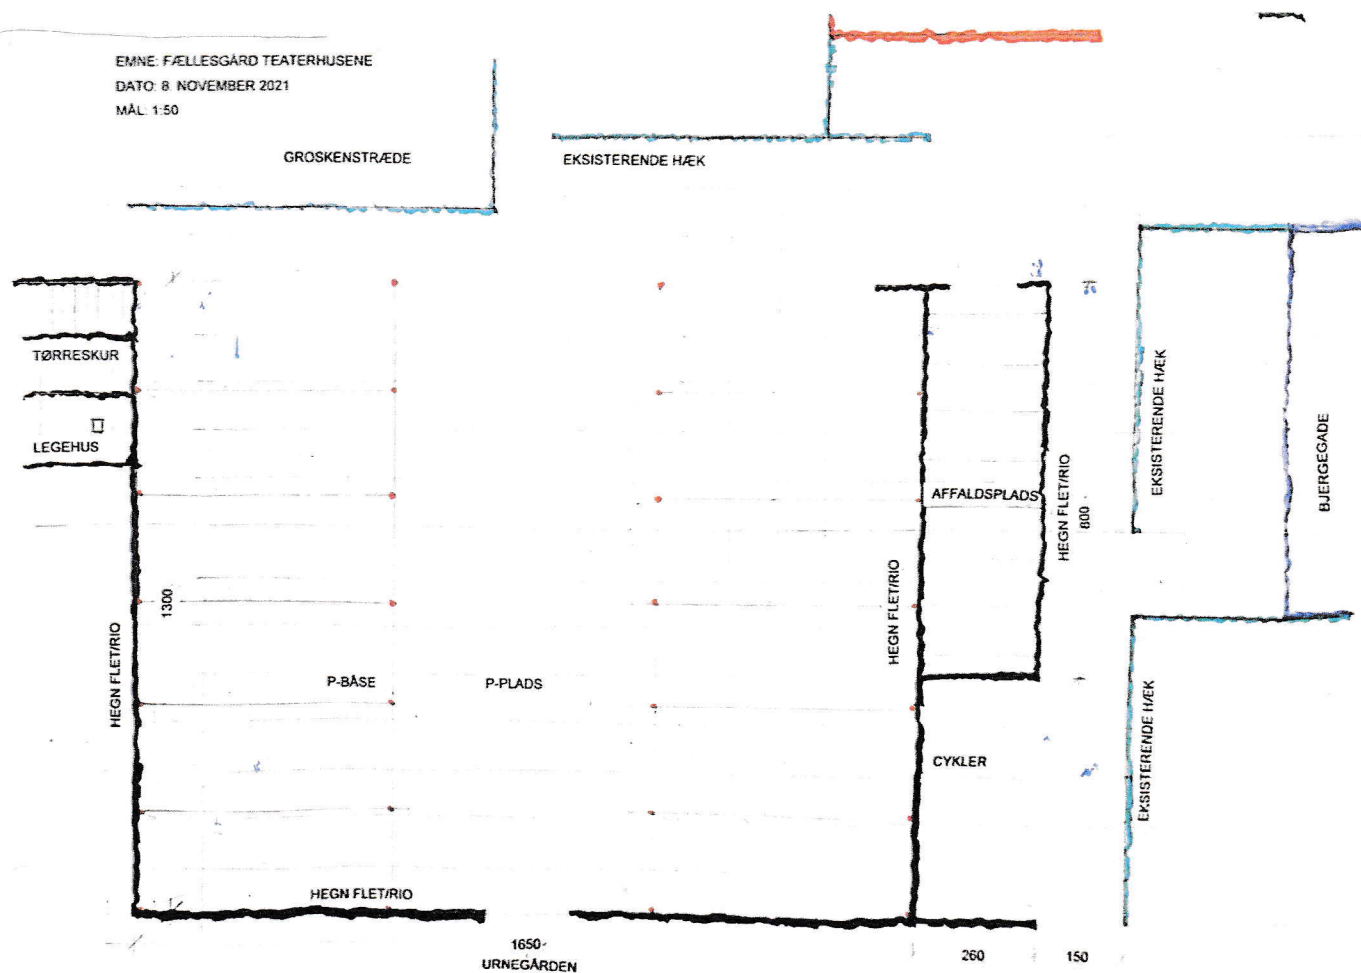 EMNE: FÆLLESGÅRD TEATERHUSENE
DATO: 8. NOVEMBER 2021
MÅL: 1:50
GROSKENSTRÆDE
EKSISTERENDE HÆK
TØRRESKUR
LEGEHUS
HEGN FLET/RIO
1300
P-BÅSE
P-PLADS
HEGN FLET/RIO
AFFALDSPLADS
HEGN FLET/RIO
800
EKSISTERENDE HÆK
BJERGEGADE
CYKLER
EKSISTERENDE HÆK
HEGN FLET/RIO
1650
URNEGÅRDEN
260
150